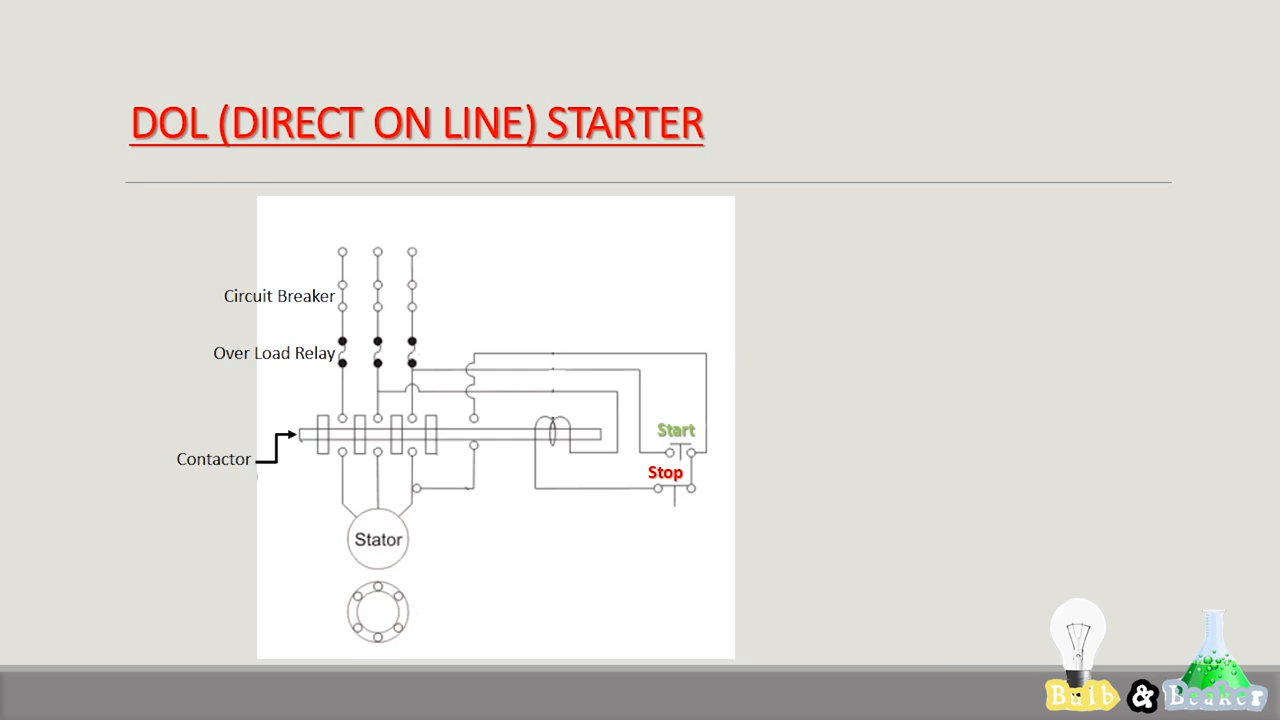 DOL (DIRECT ON LINE) STARTER
Circuit Breaker
Over Load Relay
Contactor
Start
Stop
Stator
Bulb & Beaker